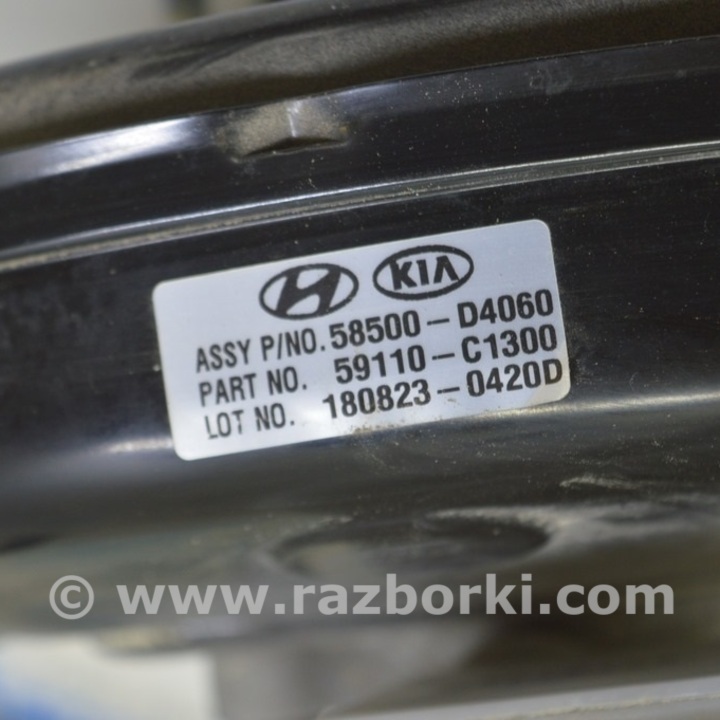 KIA
ASSY P/NO. 58500-D4060
PART NO. 59110-C1300
LOT NO. 180823-0420D
© www.razborki.com